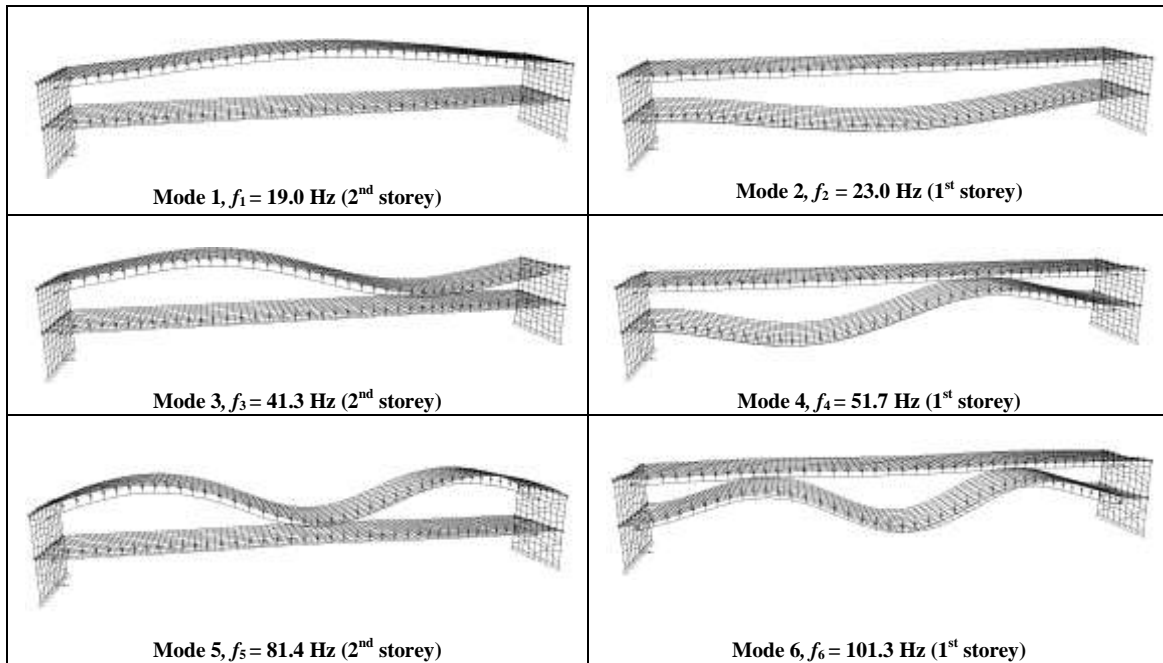 Mode 1, f1 = 19.0 Hz (2nd storey)
Mode 2, f2 = 23.0 Hz (1st storey)
Mode 3, f3 = 41.3 Hz (2nd storey)
Mode 4, f4 = 51.7 Hz (1st storey)
Mode 5, f5 = 81.4 Hz (2nd storey)
Mode 6, f6 = 101.3 Hz (1st storey)